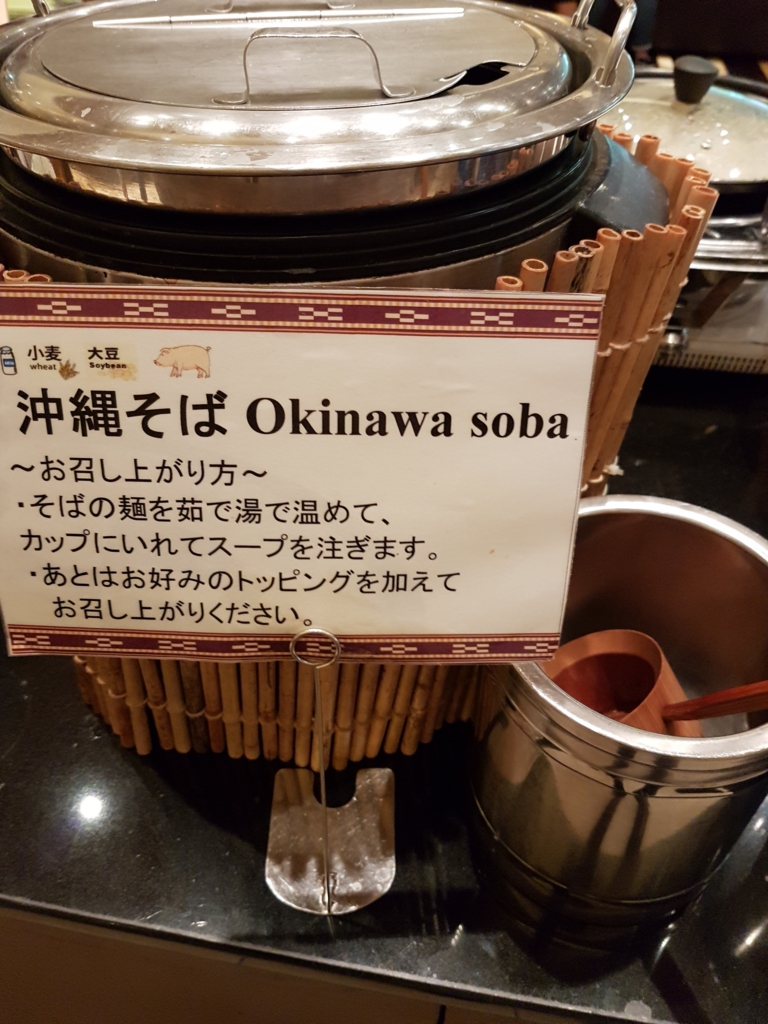 小麦 大豆
wheat Soybean
沖縄そば Okinawa soba
～お召し上がり方～
・そばの麺を茹で湯で温めて、
カップにいれてスープを注ぎます。
・あとはお好みのトッピングを加えて
お召し上がりください。